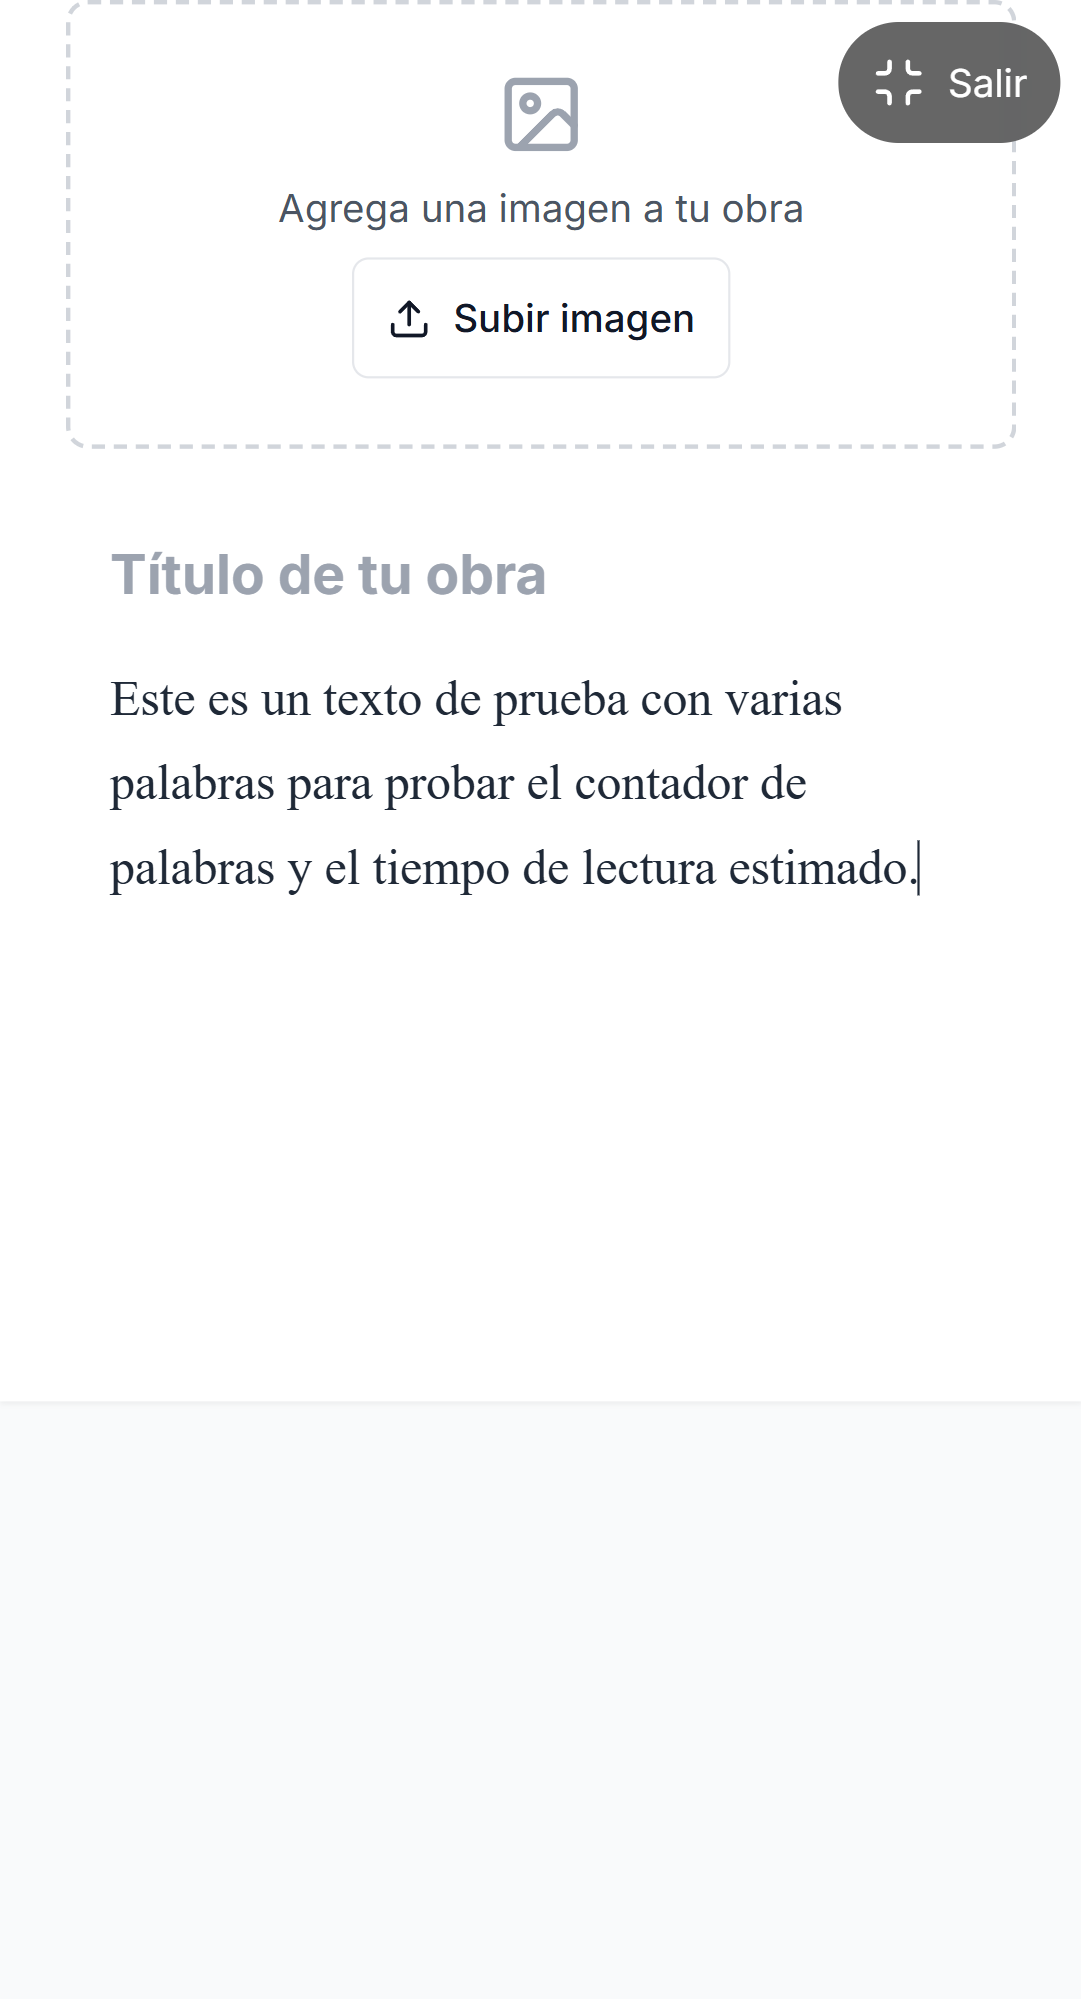 Salir
Agrega una imagen a tu obra
Subir imagen
Título de tu obra
Este es un texto de prueba con varias
palabras para probar el contador de
palabras y el tiempo de lectura estimado.